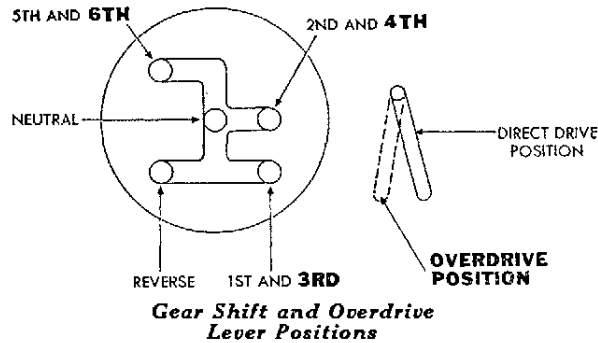 5TH AND 6TH
2ND AND 4TH
NEUTRAL
DIRECT DRIVE
POSITION
OVERDRIVE
POSITION
REVERSE
1ST AND 3RD
Gear Shift and Overdrive
Lever Positions